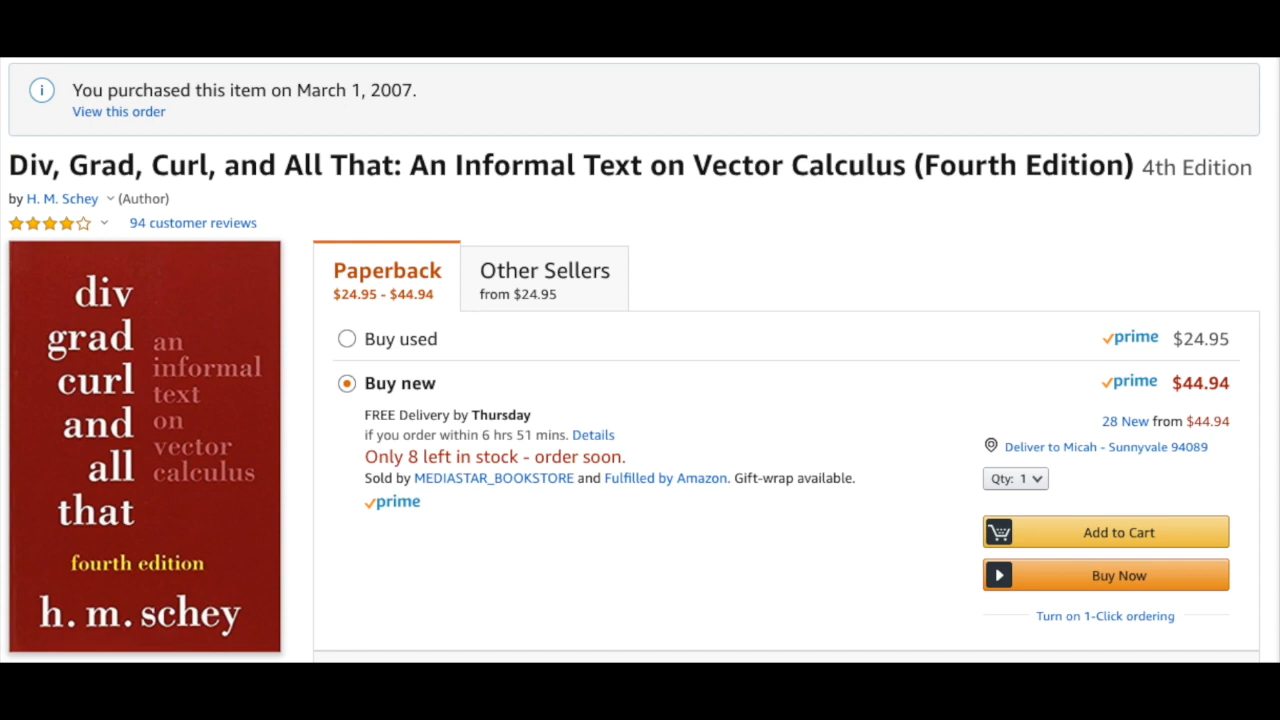 You purchased this item on March 1, 2007.
View this order
Div, Grad, Curl, and All That: An Informal Text on Vector Calculus (Fourth Edition) 4th Edition
by H. M. Schey (Author)
94 customer reviews
div
grad
curl
and
all
that
an
informal
text
on
vector
calculus
fourth edition
h. m. schey
Paperback
$24.95 - $44.94
Other Sellers
from $24.95
Buy used
prime $24.95
Buy new
prime $44.94
FREE Delivery by Thursday
if you order within 6 hrs 51 mins. Details
Only 8 left in stock - order soon.
Sold by MEDIASTAR_BOOKSTORE and Fulfilled by Amazon. Gift-wrap available.
prime
28 New from $44.94
Deliver to Micah - Sunnyvale 94089
Qty: 1
Add to Cart
Buy Now
Turn on 1-Click ordering